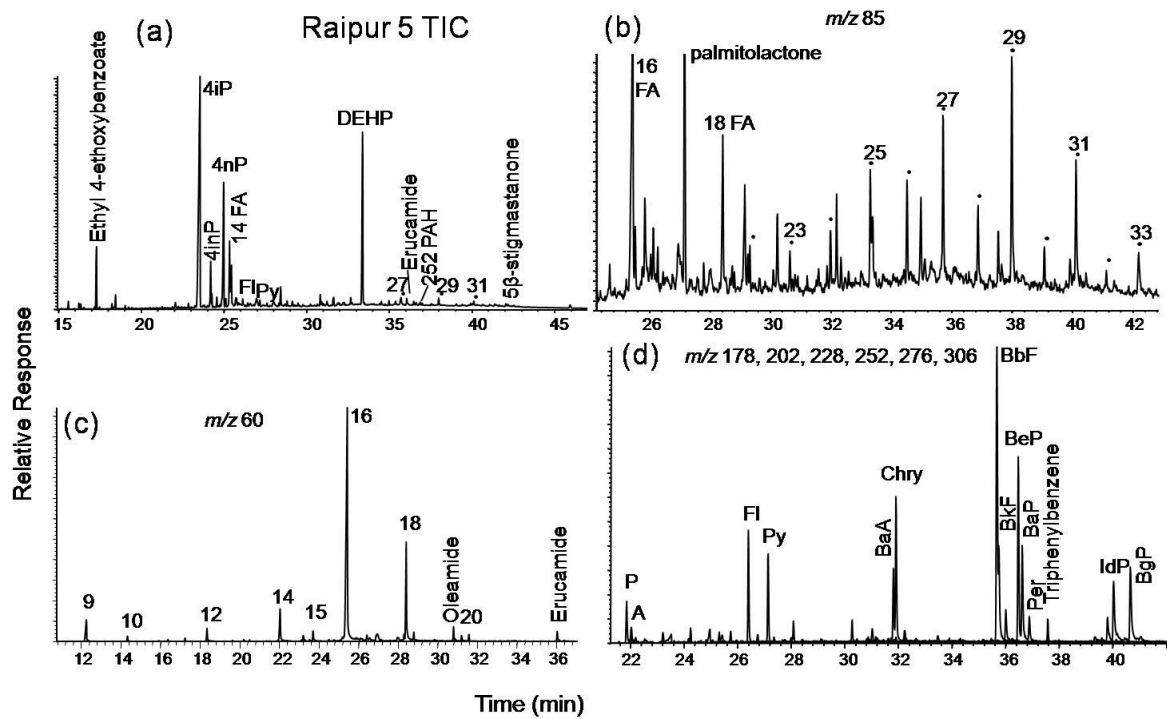 (a)
Raipur 5 TIC
Ethyl 4-ethoxybenzoate
4iP
4inP
4nP
14 FA
Fl
Py
DEHP
27
Erucamide
252 PAH
29
31
5β-stigmastanone
15 20 25 30 35 40 45
(b)
m/z 85
16
FA
palmitolactone
18 FA
23
25
27
29
31
33
26 28 30 32 34 36 38 40 42
(c)
m/z 60
9
10
12
14
15
16
18
Oleamide
20
Erucamide
12 14 16 18 20 22 24 26 28 30 32 34 36
(d)
m/z 178, 202, 228, 252, 276, 306
P
A
Fl
Py
BaA
Chry
BbF
BkF
BeP
BaP
Per
Triphenylbenzene
IdP
BgP
22 24 26 28 30 32 34 36 38 40
Relative Response
Time (min)